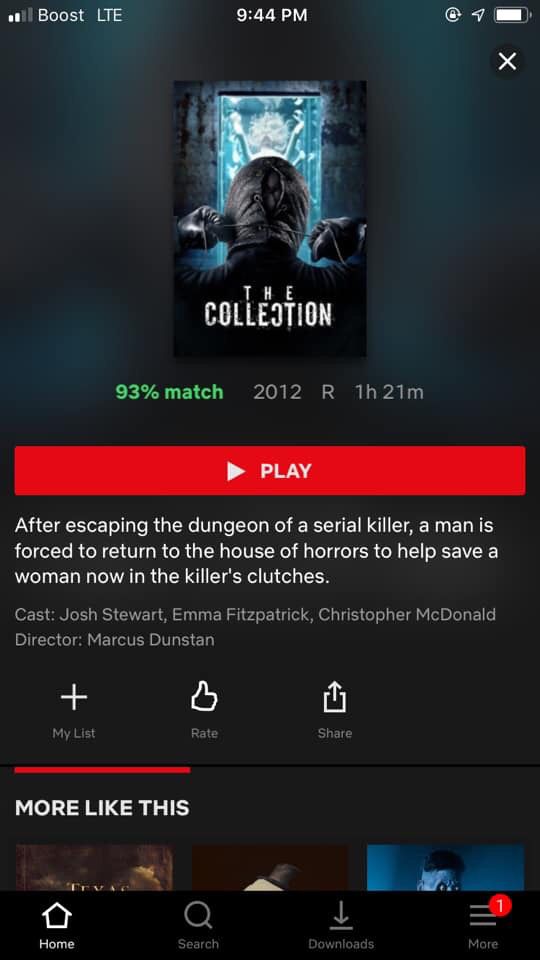 Boost LTE 9:44 PM
THE
COLLECTION
93% match 2012 R 1h 21m
PLAY
After escaping the dungeon of a serial killer, a man is
forced to return to the house of horrors to help save a
woman now in the killer's clutches.
Cast: Josh Stewart, Emma Fitzpatrick, Christopher McDonald
Director: Marcus Dunstan
My List Rate Share
MORE LIKE THIS
TEXAS
1
Home Search Downloads More